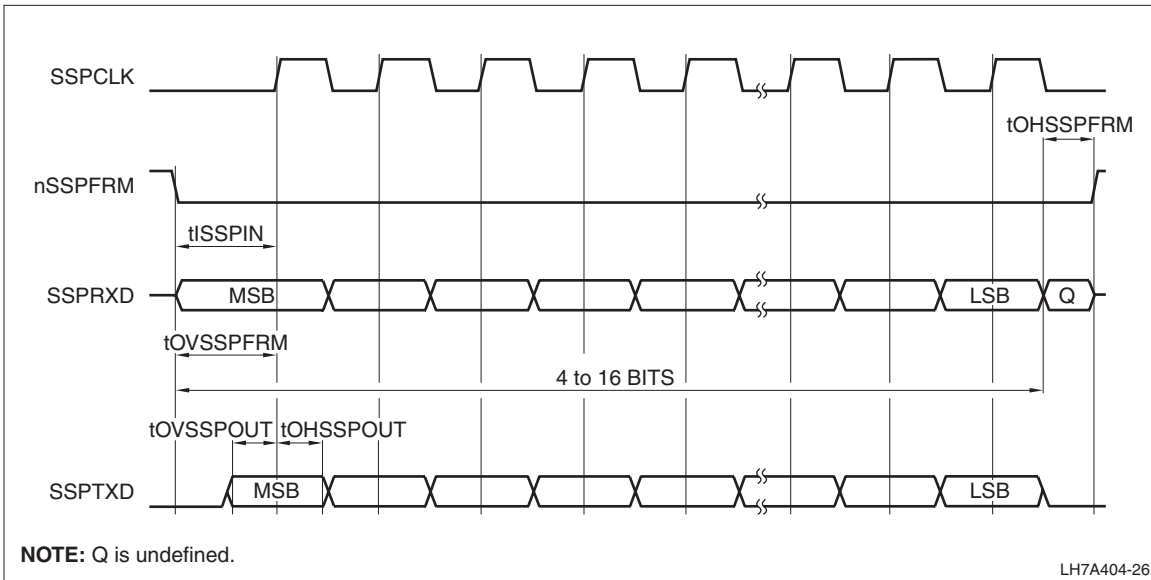 SSPCLK
tOHSSPFRM
nSSPFRM
tISSPIN
SSPRXD
MSB
LSB
Q
tOVSSPFRM
4 to 16 BITS
tOVSSPOUT
tOHSSPOUT
SSPTXD
MSB
LSB
NOTE: Q is undefined.
LH7A404-26